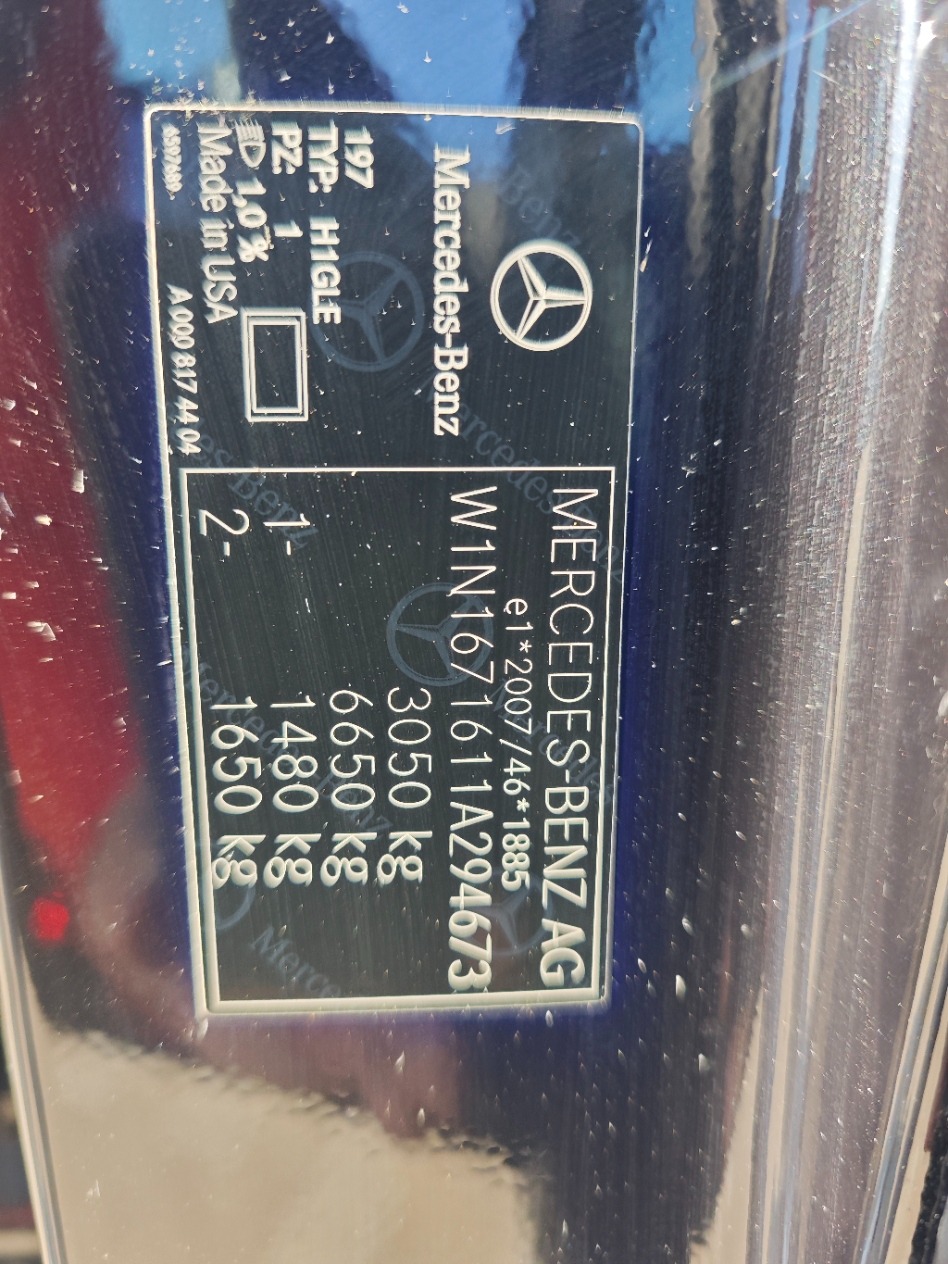 Mercedes-Benz
197
TYP: H1GLE
PZ: 1
1,0%
Made in USA
A 000 817 44 04
MERCEDES-BENZ AG
e1*2007/46*1885
W1N1671611A294673
3050 kg
6650 kg
1- 1480 kg
2- 1650 kg